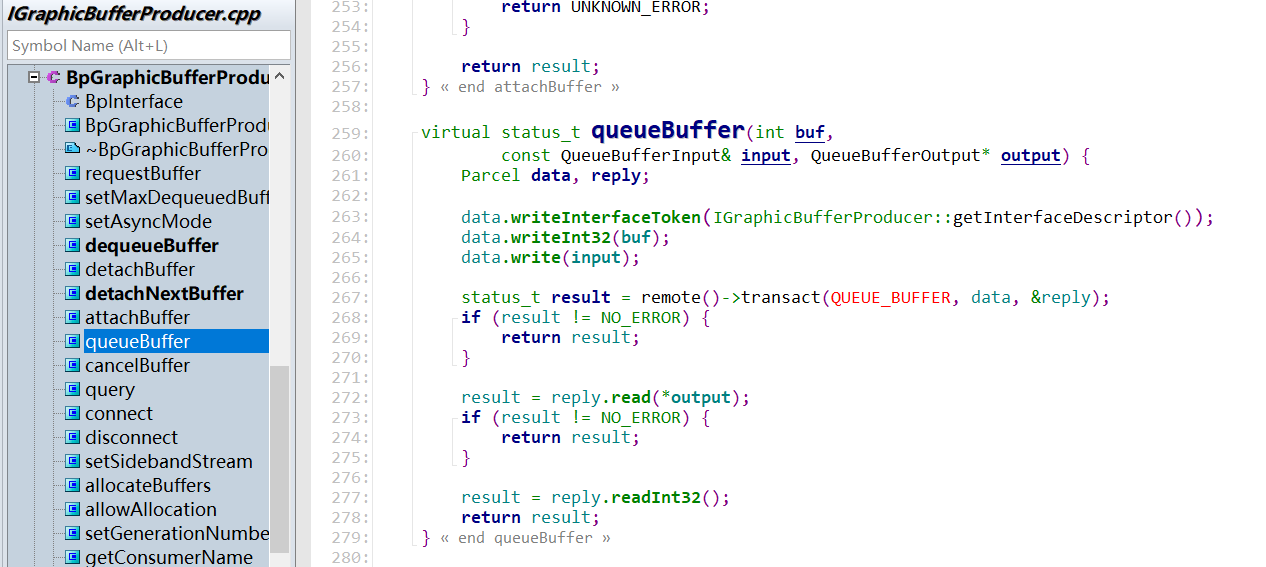 IGraphicBufferProducer.cpp
Symbol Name (Alt+L)
BpGraphicBufferProdu
BpInterface
BpGraphicBufferProd
~BpGraphicBufferPro
requestBuffer
setMaxDequeuedBuff
setAsyncMode
dequeueBuffer
detachBuffer
detachNextBuffer
attachBuffer
queueBuffer
cancelBuffer
query
connect
disconnect
setSidebandStream
allocateBuffers
allowAllocation
setGenerationNumbe
getConsumerName
253: return UNKNOWN_ERROR;
254: }
255:
256: return result;
257: } « end attachBuffer »
258:
259: virtual status_t queueBuffer(int buf,
260: const QueueBufferInput& input, QueueBufferOutput* output) {
261: Parcel data, reply;
262:
263: data.writeInterfaceToken(IGraphicBufferProducer::getInterfaceDescriptor());
264: data.writeInt32(buf);
265: data.write(input);
266:
267: status_t result = remote()->transact(QUEUE_BUFFER, data, &reply);
268: if (result != NO_ERROR) {
269: return result;
270: }
271:
272: result = reply.read(*output);
273: if (result != NO_ERROR) {
274: return result;
275: }
276:
277: result = reply.readInt32();
278: return result;
279: } « end queueBuffer »
280: